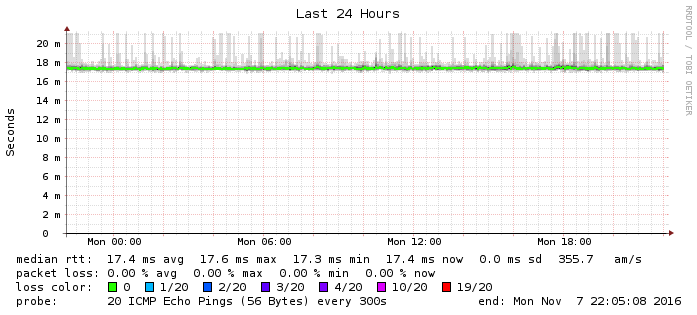 Last 24 Hours
RRDTOOL / TOBI OETIKER
Seconds
20 m
18 m
16 m
14 m
12 m
10 m
8 m
6 m
4 m
2 m
0
Mon 00:00 Mon 06:00 Mon 12:00 Mon 18:00
median rtt: 17.4 ms avg 17.6 ms max 17.3 ms min 17.4 ms now 0.0 ms sd 355.7 am/s
packet loss: 0.00 % avg 0.00 % max 0.00 % min 0.00 % now
loss color: 0 1/20 2/20 3/20 4/20 10/20 19/20
probe: 20 ICMP Echo Pings (56 Bytes) every 300s end: Mon Nov 7 22:05:08 2016